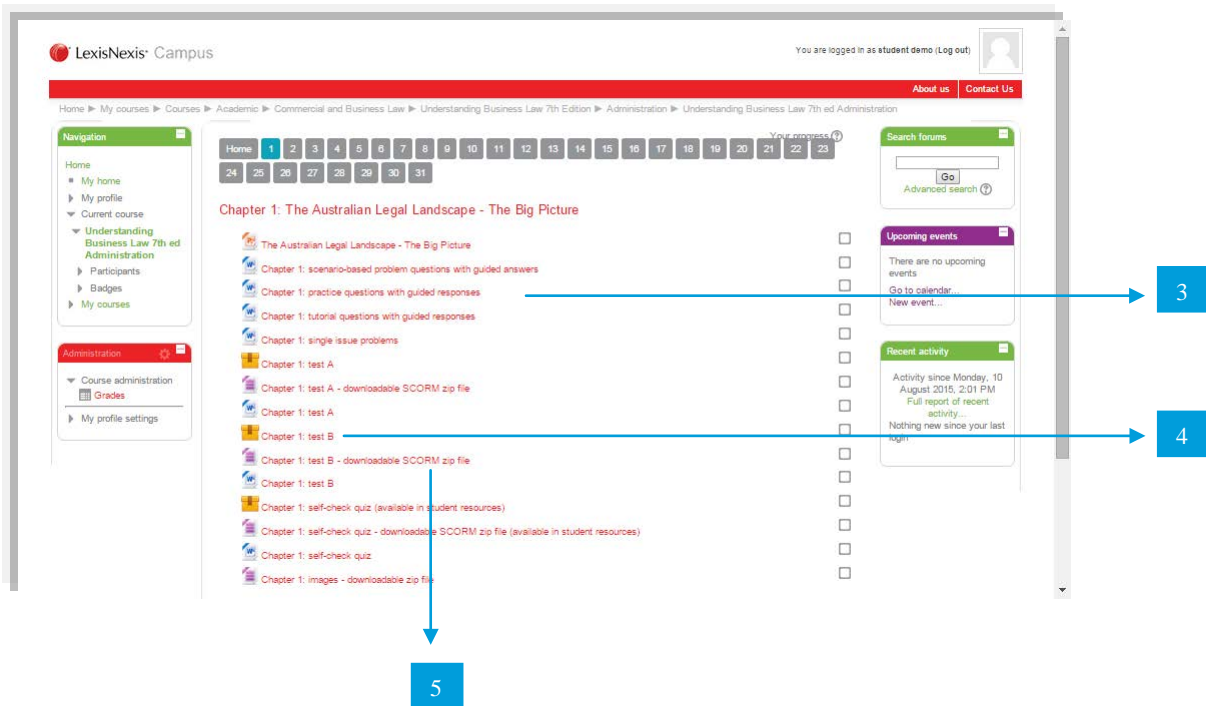 LexisNexis® Campus
You are logged in as student demo (Log out)
About us Contact Us
Home ► My courses ► Courses ► Academic ► Commercial and Business Law ► Understanding Business Law 7th Edition ► Administration ► Understanding Business Law 7th ed Administration
Navigation
Home
My home
My profile
Current course
Understanding
Business Law 7th ed
Administration
Participants
Badges
My courses
Administration
Course administration
Grades
My profile settings
Your progress
Home 1 2 3 4 5 6 7 8 9 10 11 12 13 14 15 16 17 18 19 20 21 22 23
24 25 26 27 28 29 30 31
Chapter 1: The Australian Legal Landscape - The Big Picture
The Australian Legal Landscape - The Big Picture
Chapter 1: scenario-based problem questions with guided answers
Chapter 1: practice questions with guided responses
Chapter 1: tutorial questions with guided responses
Chapter 1: single issue problems
Chapter 1: test A
Chapter 1: test A - downloadable SCORM zip file
Chapter 1: test A
Chapter 1: test B
Chapter 1: test B - downloadable SCORM zip file
Chapter 1: test B
Chapter 1: self-check quiz (available in student resources)
Chapter 1: self-check quiz - downloadable SCORM zip file (available in student resources)
Chapter 1: self-check quiz
Chapter 1: images - downloadable zip file
Search forums
Go
Advanced search
Upcoming events
There are no upcoming
events
Go to calendar...
New event...
Recent activity
Activity since Monday, 10
August 2015, 2:01 PM
Full report of recent
activity...
Nothing new since your last
login
3
4
5